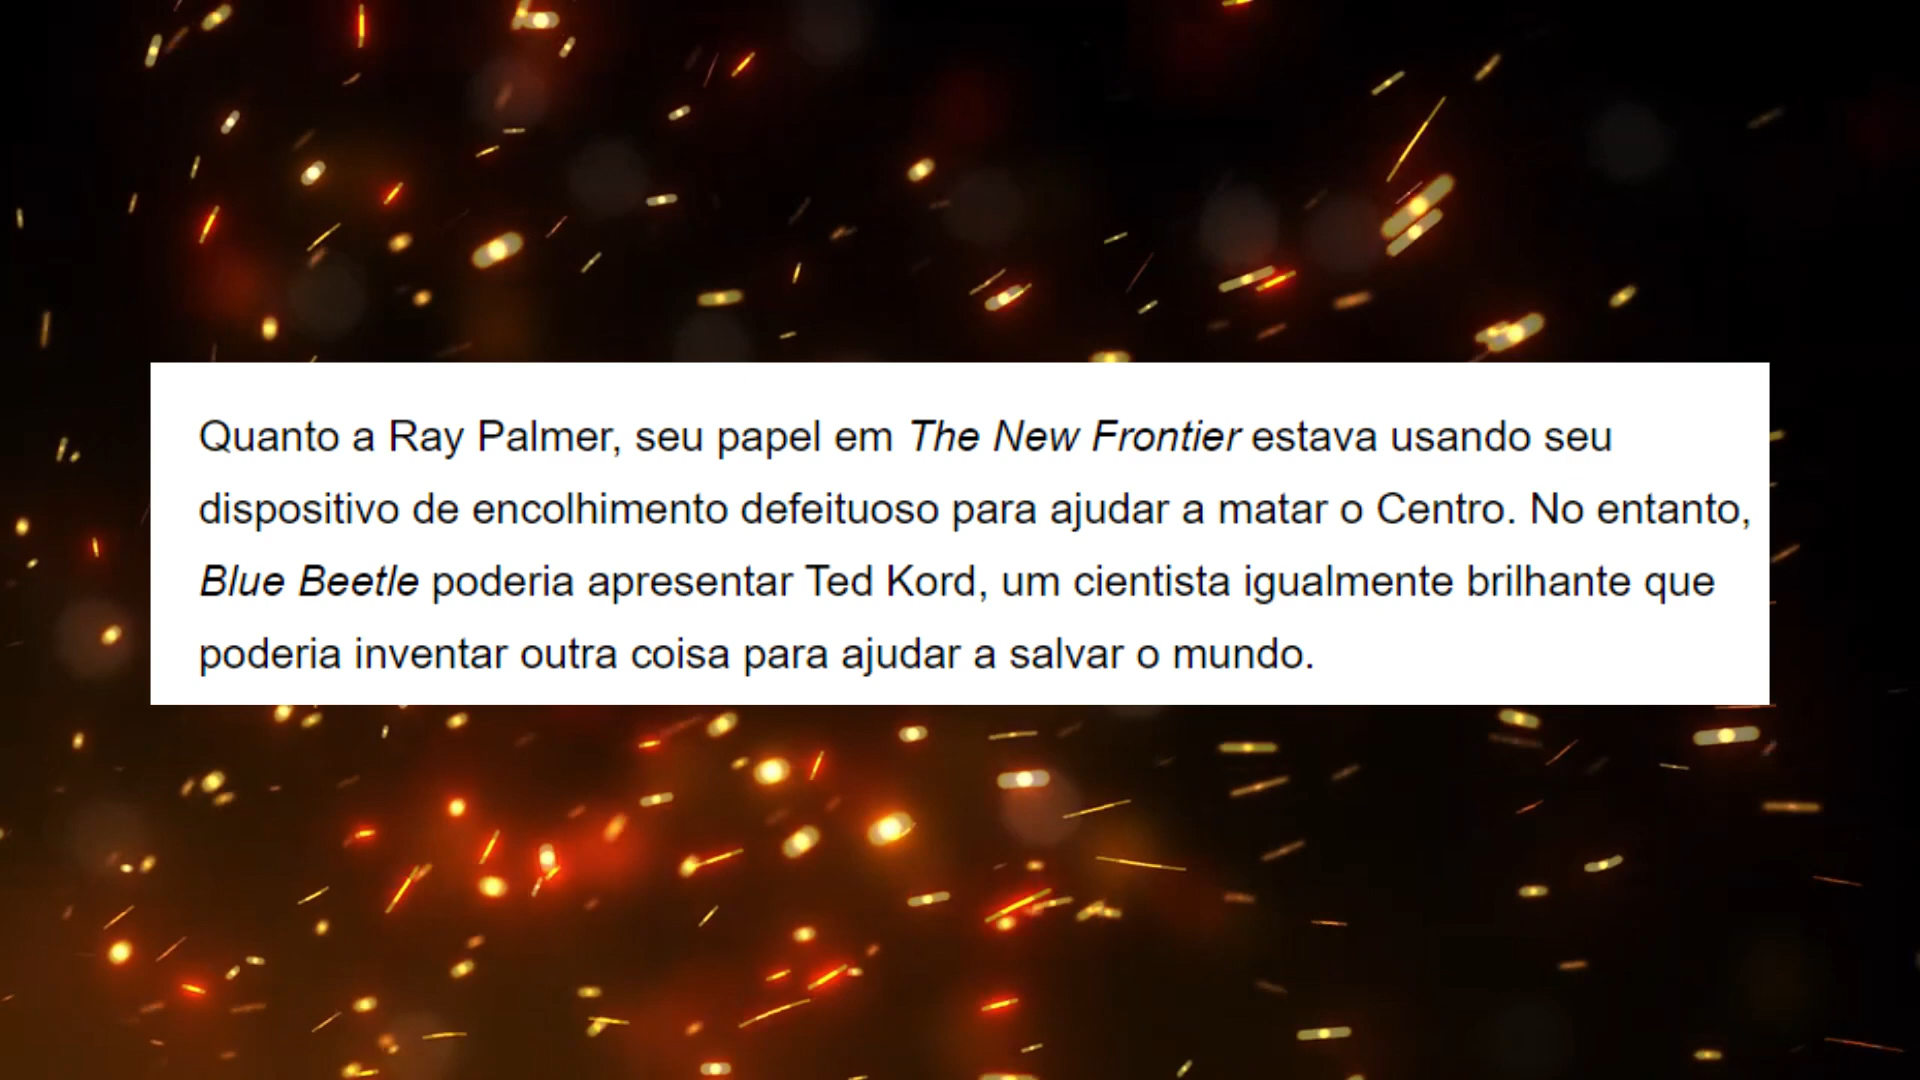 Quanto a Ray Palmer, seu papel em The New Frontier estava usando seu
dispositivo de encolhimento defeituoso para ajudar a matar o Centro. No entanto,
Blue Beetle poderia apresentar Ted Kord, um cientista igualmente brilhante que
poderia inventar outra coisa para ajudar a salvar o mundo.